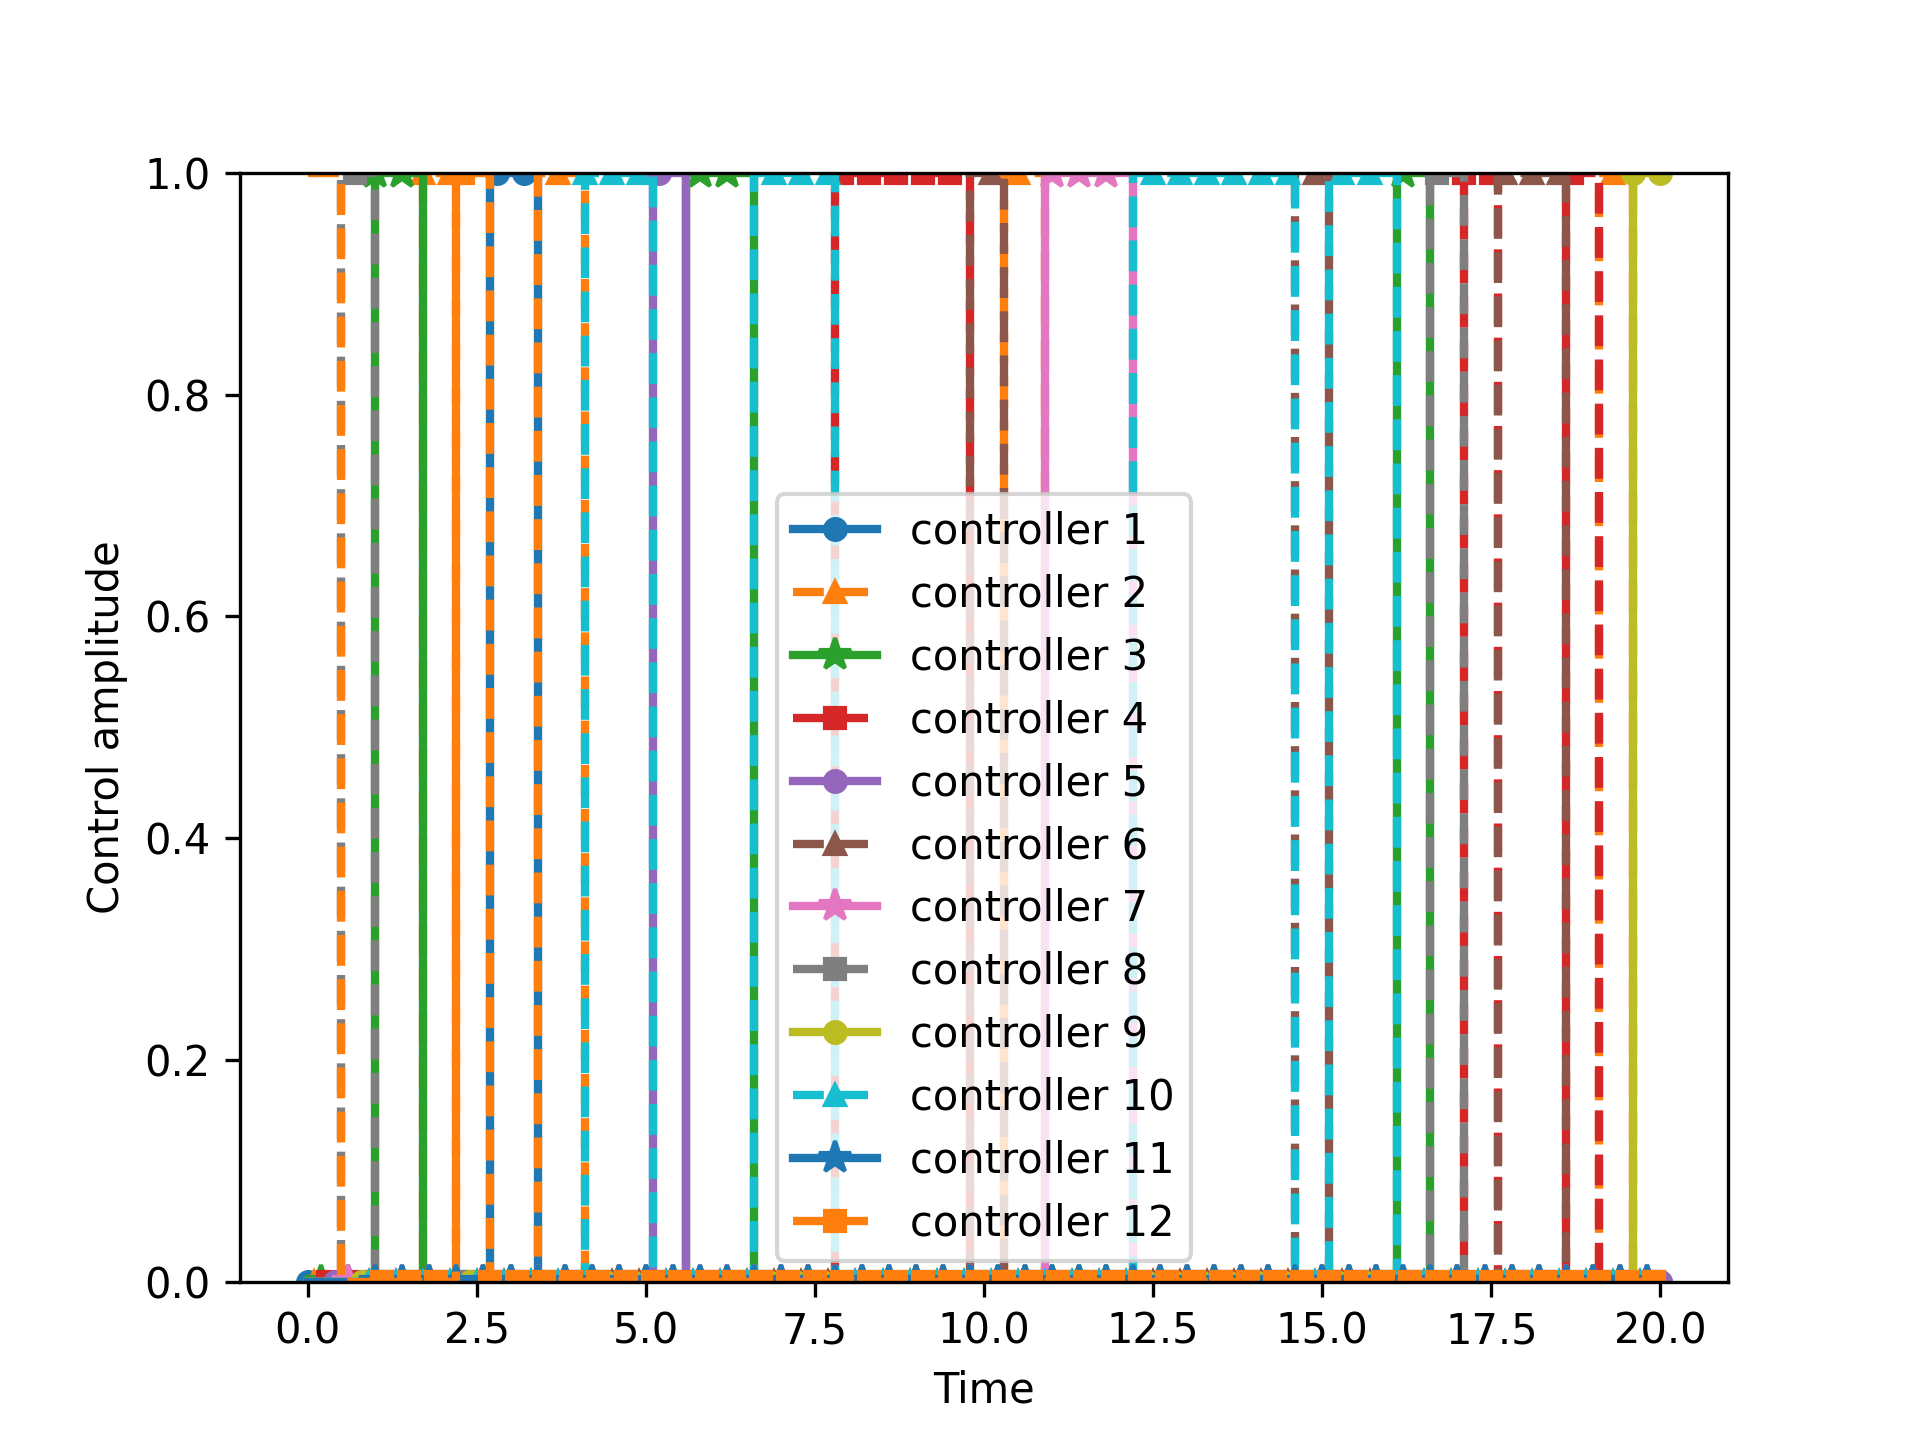 1.0
0.8
0.6
0.4
0.2
0.0
Control amplitude
controller 1
controller 2
controller 3
controller 4
controller 5
controller 6
controller 7
controller 8
controller 9
controller 10
controller 11
controller 12
0.0 2.5 5.0 7.5 10.0 12.5 15.0 17.5 20.0
Time